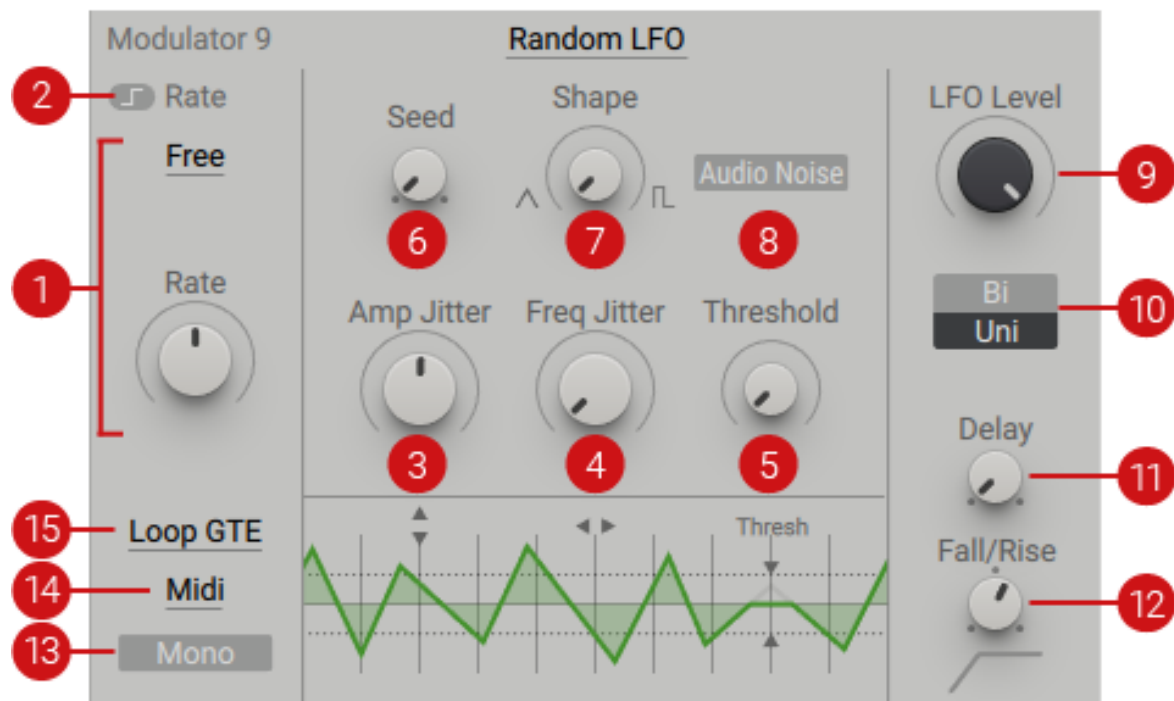 Modulator 9
Random LFO
2
Rate
Free
1
Rate
Seed
6
Shape
7
Audio Noise
8
Amp Jitter
3
Freq Jitter
4
Threshold
5
Thresh
LFO Level
9
Bi
Uni
10
Delay
11
Fall/Rise
12
15
Loop GTE
14
Midi
13
Mono